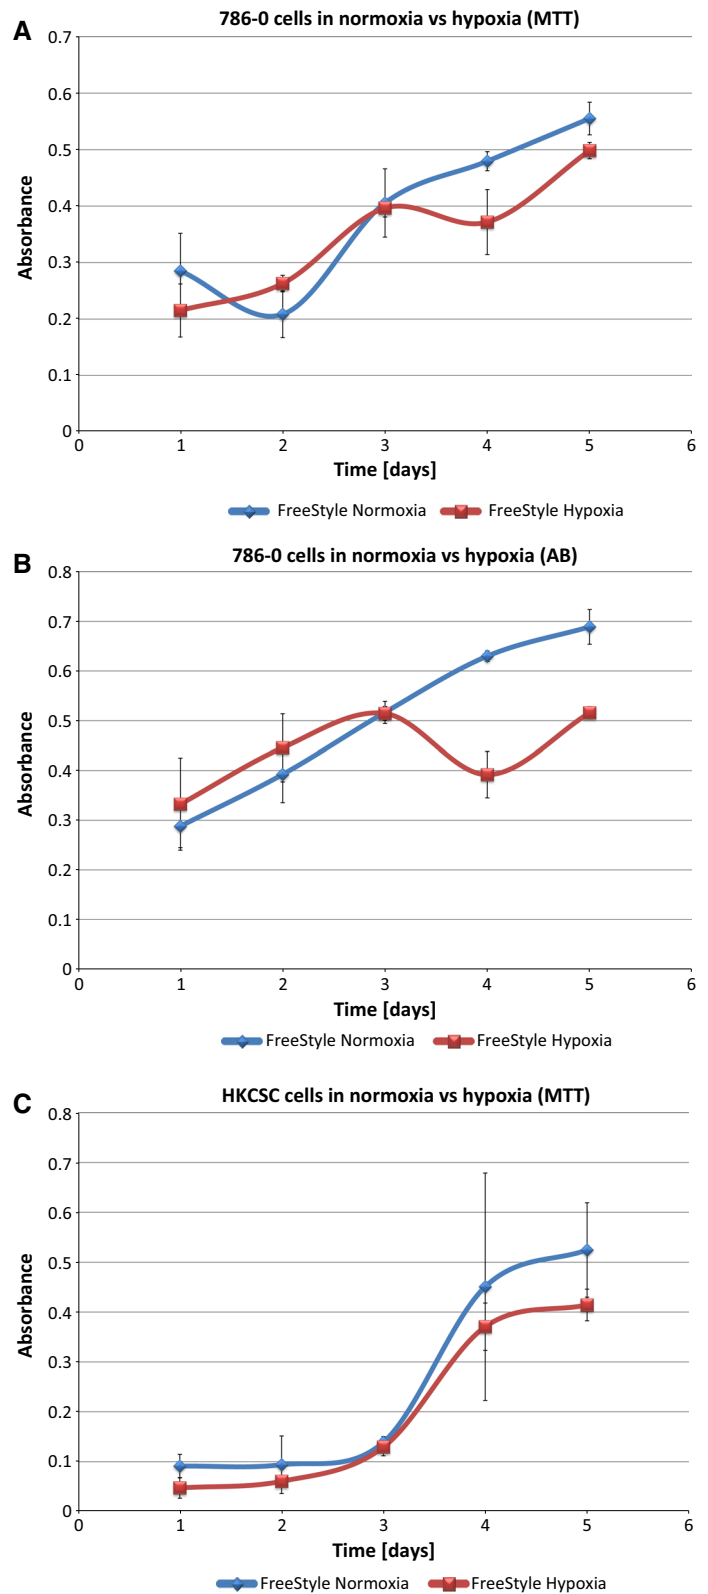 A
786-0 cells in normoxia vs hypoxia (MTT)
0.7
0.6
0.5
0.4
0.3
0.2
0.1
0
Absorbance
0 1 2 3 4 5 6
Time [days]
FreeStyle Normoxia FreeStyle Hypoxia
B
786-0 cells in normoxia vs hypoxia (AB)
0.8
0.7
0.6
0.5
0.4
0.3
0.2
0.1
0
Absorbance
0 1 2 3 4 5 6
Time [days]
FreeStyle Normoxia FreeStyle Hypoxia
C
HKCSC cells in normoxia vs hypoxia (MTT)
0.8
0.7
0.6
0.5
0.4
0.3
0.2
0.1
0
Absorbance
0 1 2 3 4 5 6
Time [days]
FreeStyle Normoxia FreeStyle Hypoxia